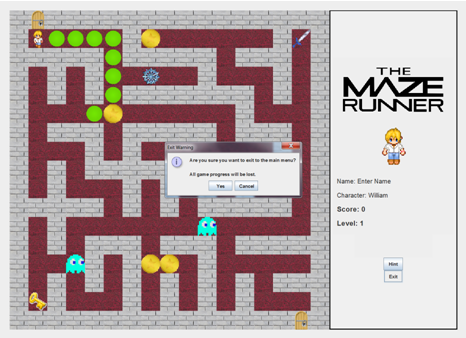 THE
MAZE
RUNNER
Exit Warning
Are you sure you want to exit to the main menu?
All game progress will be lost.
Yes
Cancel
Name: Enter Name
Character: William
Score: 0
Level: 1
Hint
Exit